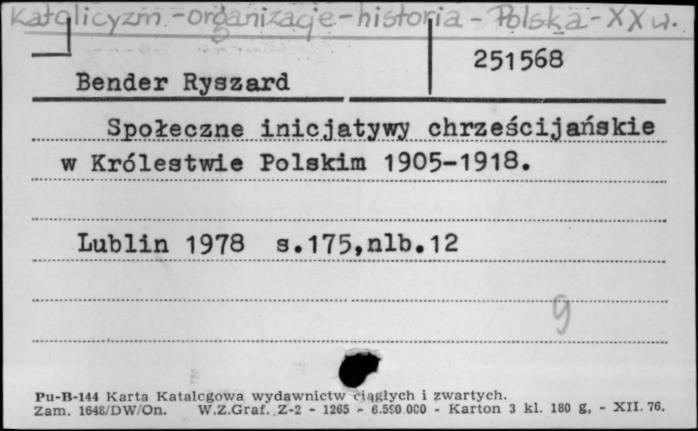 Katolicyzm - organizacje - historia - Polska - XX w.
251568
Bender Ryszard
Społeczne inicjatywy chrześcijańskie
w Królestwie Polskim 1905-1918.
Lublin 1978 s.175,nlb.12
g
Pu-B-144 Karta Katalogowa wydawnictw ciągłych i zwartych.
Zam. 1648/DW/On. W.Z.Graf. Z-2 - 1265 - 6.590 000 - Karton 3 kl. 180 g, - XII. 76.